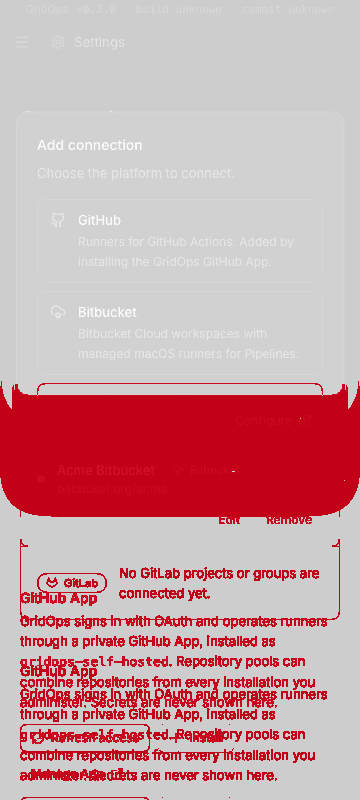 GridOps v0.2.0 · build unknown · commit unknown
Settings
Add connection
Choose the platform to connect.
GitHub
Runners for GitHub Actions. Added by
installing the GridOps GitHub App.
Bitbucket
Bitbucket Cloud workspaces with
managed macOS runners for Pipelines.
Configure
Acme Bitbucket
bitbucket.org/acme
Edit Remove
GitLab
No GitLab projects or groups are
connected yet.
GitHub App
GridOps signs in with OAuth and operates runners
through a private GitHub App, installed as
gridops-self-hosted. Repository pools can
combine repositories from every installation you
administer. Secrets are never shown here.
GitHub App
GridOps signs in with OAuth and operates runners
through a private GitHub App, installed as
gridops-self-hosted. Repository pools can
combine repositories from every installation you
administer. Secrets are never shown here.